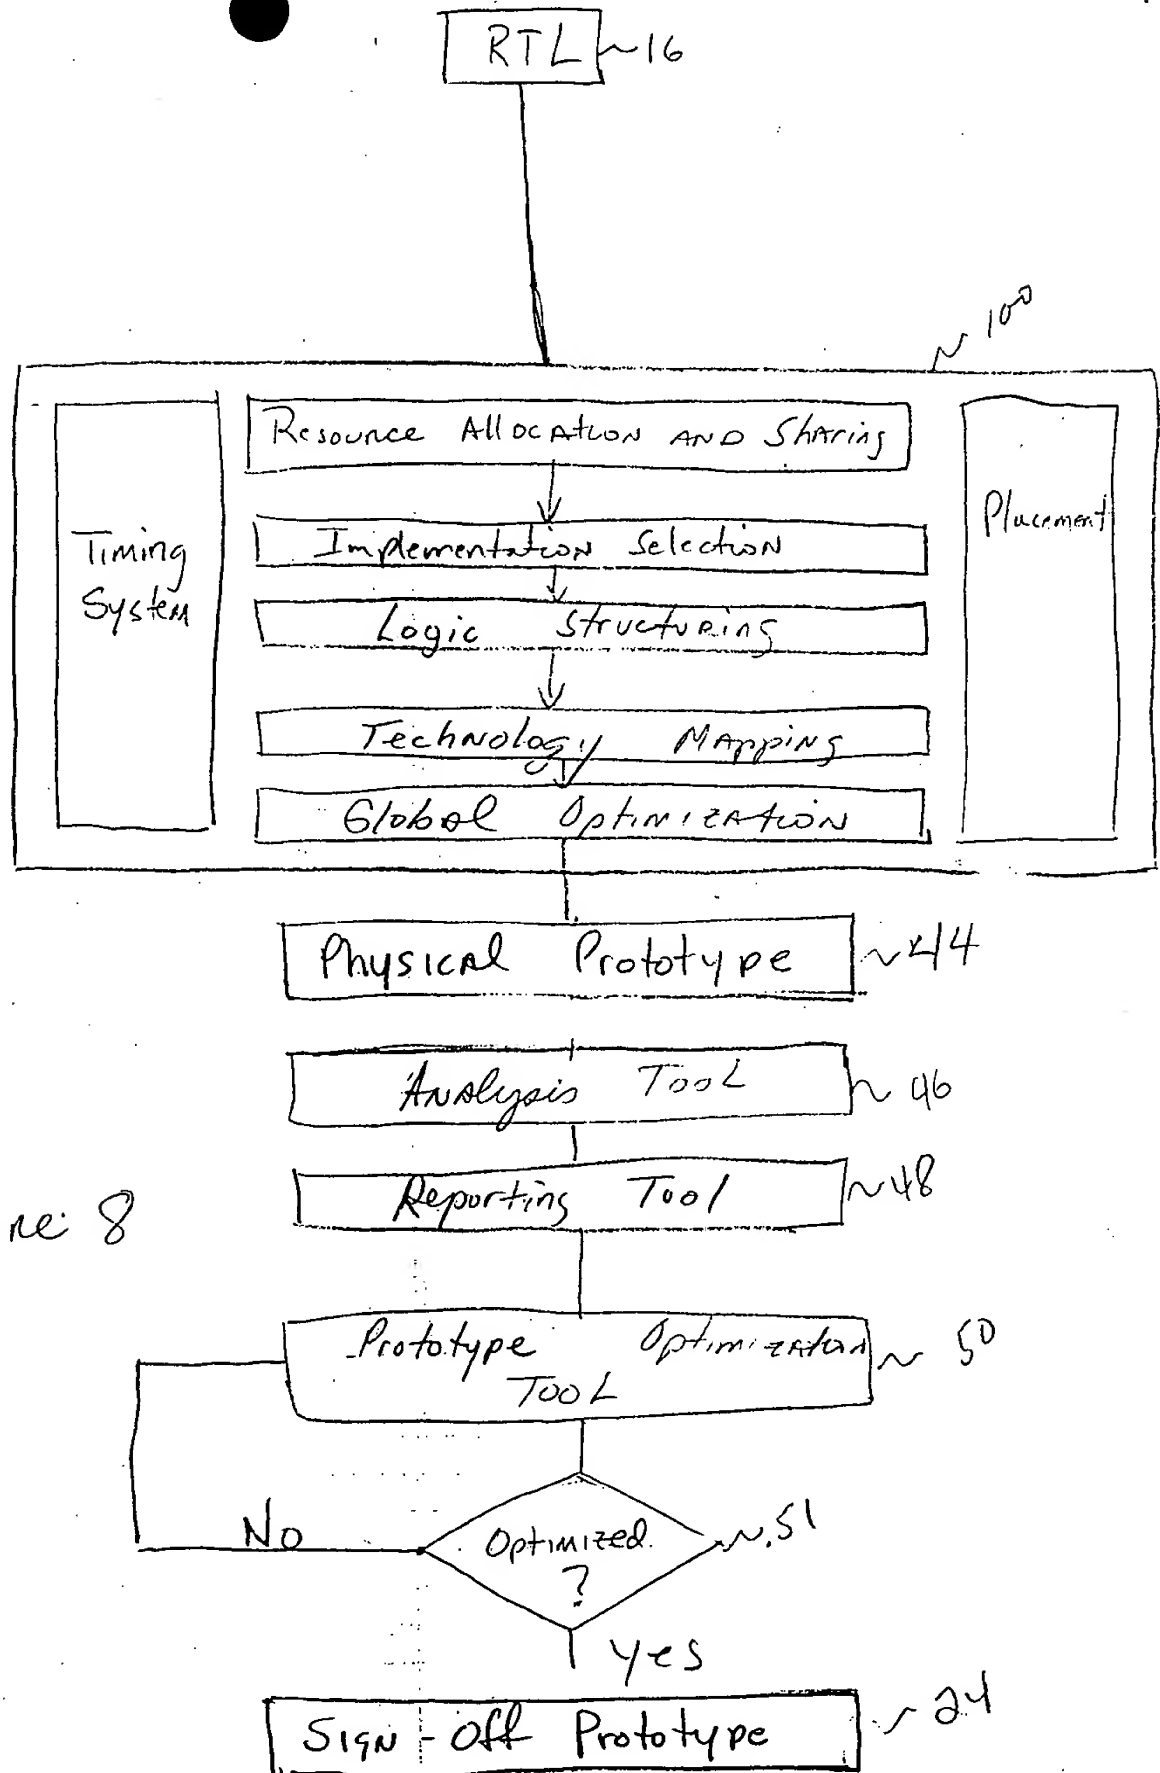 RTL ~16
100
Resource Allocation and Sharing
Timing
System
Placement
Implementation Selection
Logic Structuring
Technology Mapping
Global Optimization
Physical Prototype ~44
Analysis Tool ~46
Reporting Tool ~48
re: 8
Prototype Optimization ~50
Tool
Optimized ~51
?
No
Yes
Sign-Off Prototype ~24